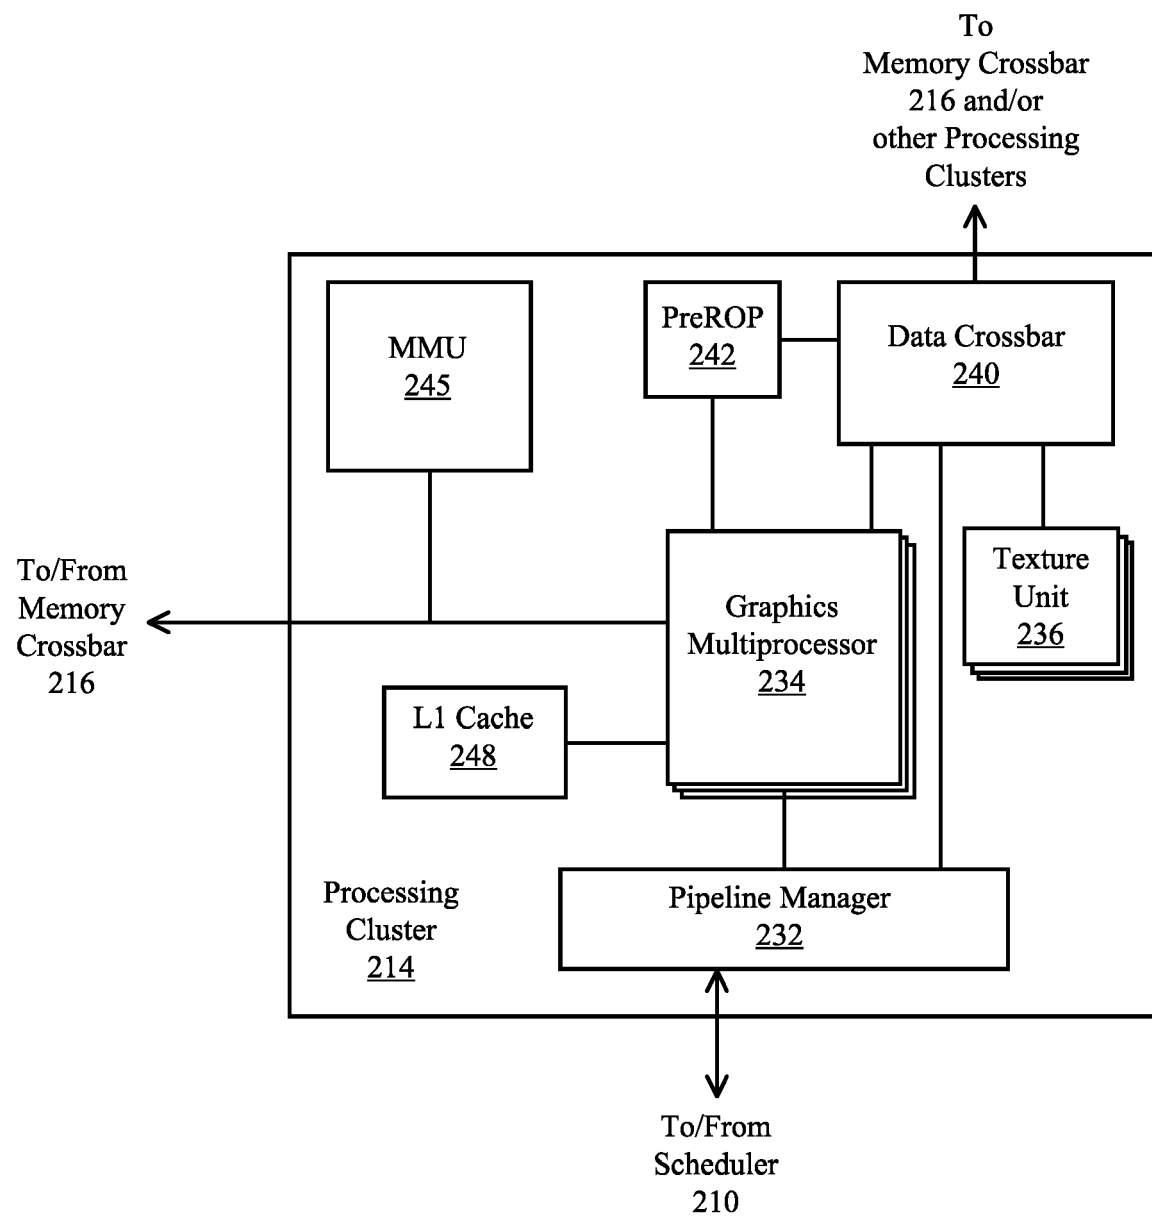 To
Memory Crossbar
216 and/or
other Processing
Clusters
MMU
245
PreROP
242
Data Crossbar
240
To/From
Memory
Crossbar
216
Graphics
Multiprocessor
234
Texture
Unit
236
L1 Cache
248
Processing
Cluster
214
Pipeline Manager
232
To/From
Scheduler
210